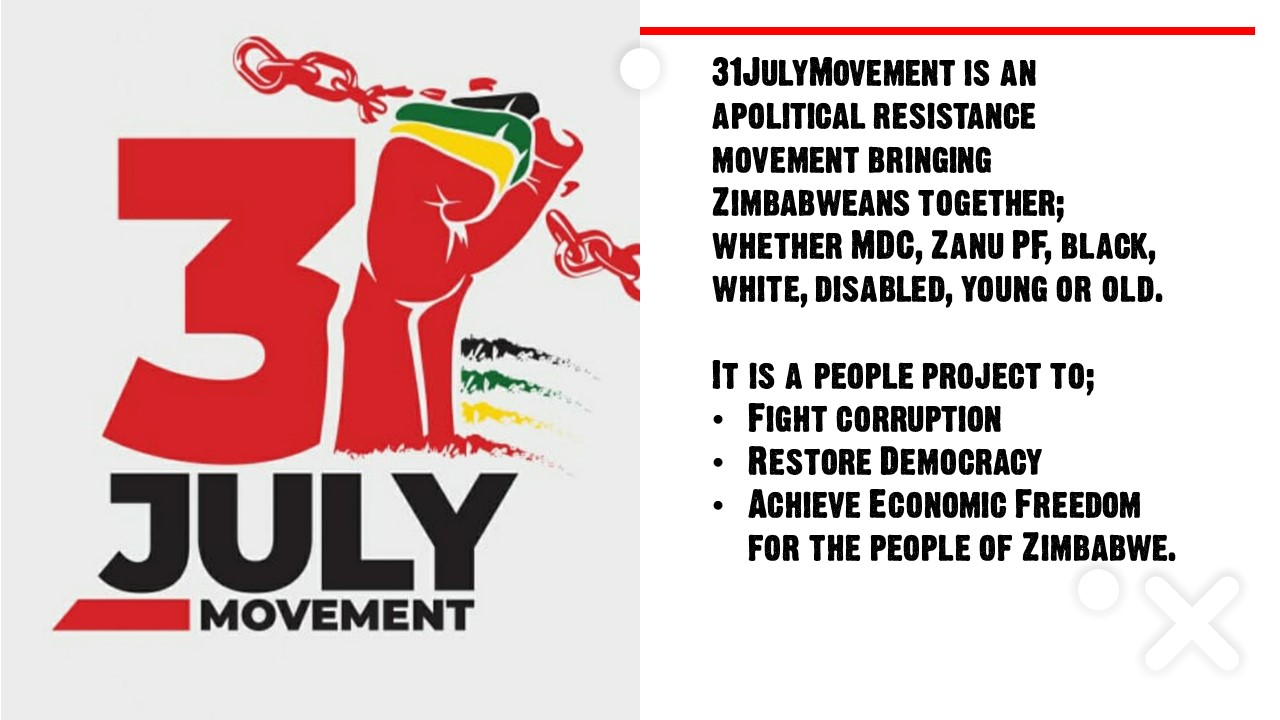 31
JULY
MOVEMENT
31JulyMovement is an
apolitical resistance
movement bringing
Zimbabweans together;
whether MDC, Zanu PF, black,
white, disabled, young or old.
It is a people project to;
• Fight corruption
• Restore Democracy
• Achieve Economic Freedom
for the people of Zimbabwe.